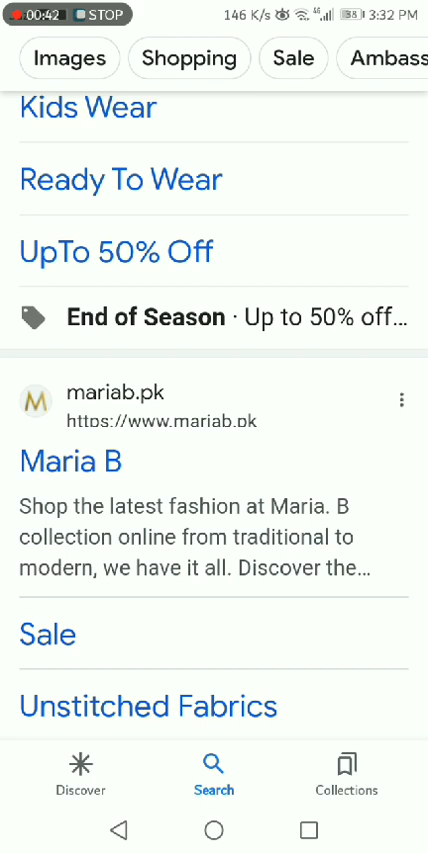 00:42 STOP 146 K/s 4G 38 3:32 PM
Images Shopping Sale Ambass
Kids Wear
Ready To Wear
UpTo 50% Off
End of Season · Up to 50% off...
M mariab.pk
https://www.mariab.pk
Maria B
Shop the latest fashion at Maria. B
collection online from traditional to
modern, we have it all. Discover the...
Sale
Unstitched Fabrics
Discover Search Collections